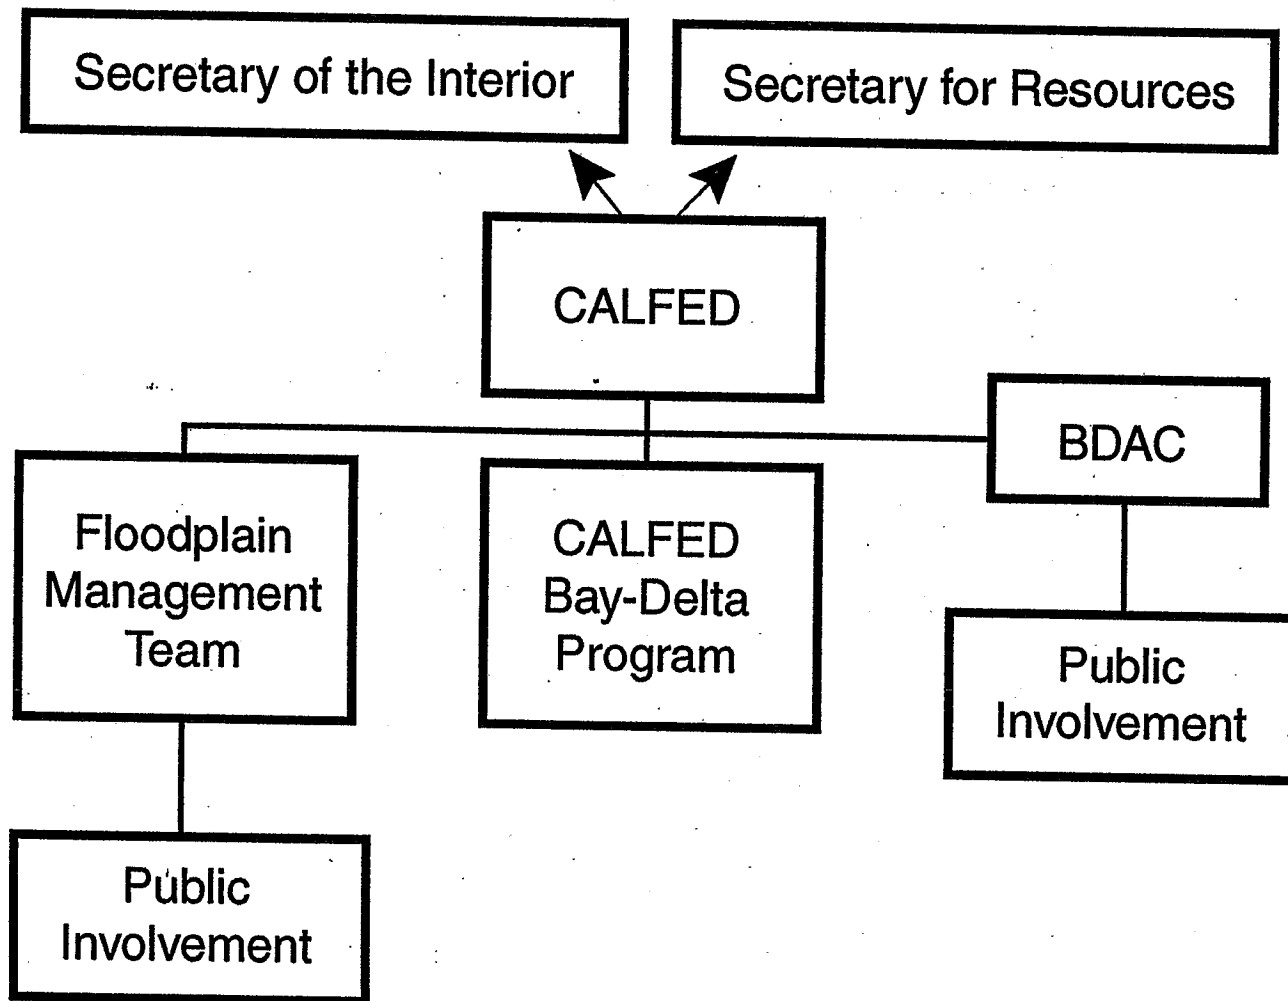 Secretary of the Interior
Secretary for Resources
CALFED
BDAC
Floodplain
Management
Team
CALFED
Bay-Delta
Program
Public
Involvement
Public
Involvement